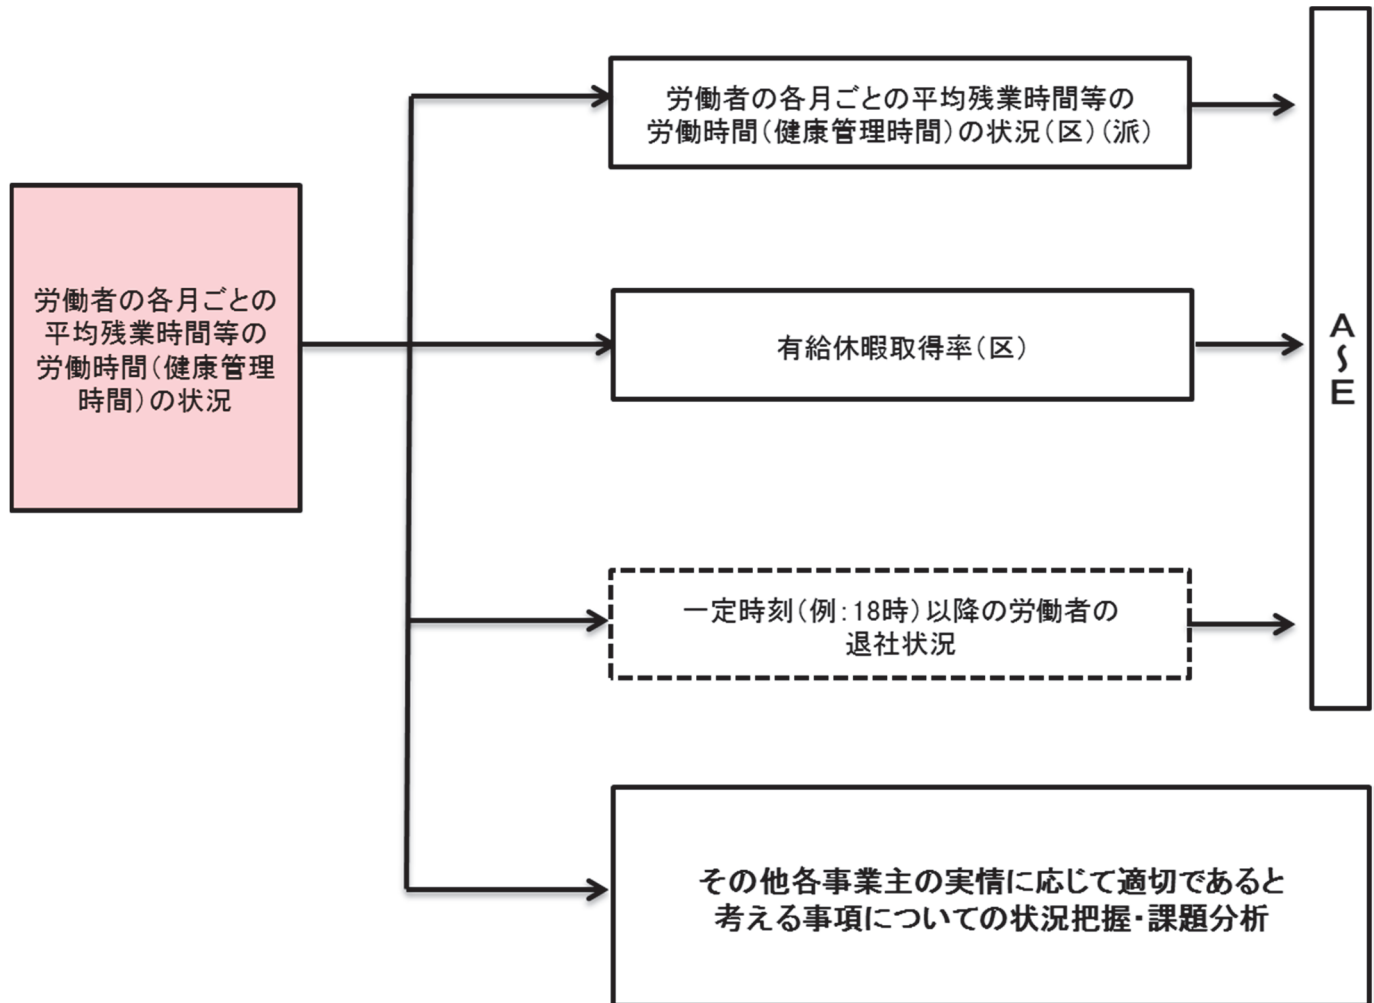 労働者の各月ごとの
平均残業時間等の
労働時間(健康管理
時間)の状況
労働者の各月ごとの平均残業時間等の
労働時間(健康管理時間)の状況(区)(派)
有給休暇取得率(区)
一定時刻(例:18時)以降の労働者の
退社状況
その他各事業主の実情に応じて適切であると
考える事項についての状況把握・課題分析
A〜E